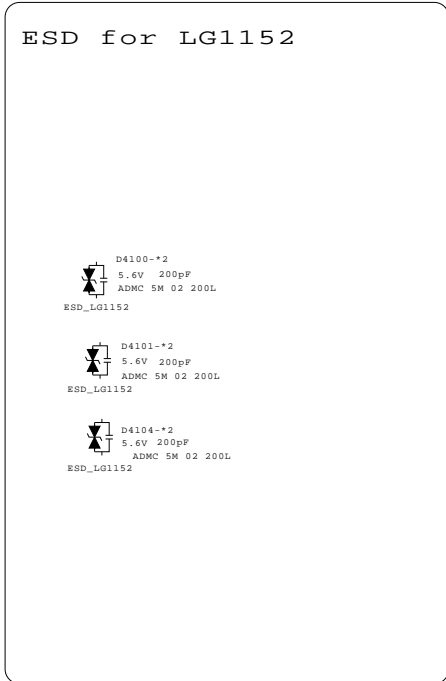 ESD for LG1152
D4100-*2
5.6V 200pF
ADMC 5M 02 200L
ESD_LG1152
D4101-*2
5.6V 200pF
ADMC 5M 02 200L
ESD_LG1152
D4104-*2
5.6V 200pF
ADMC 5M 02 200L
ESD_LG1152